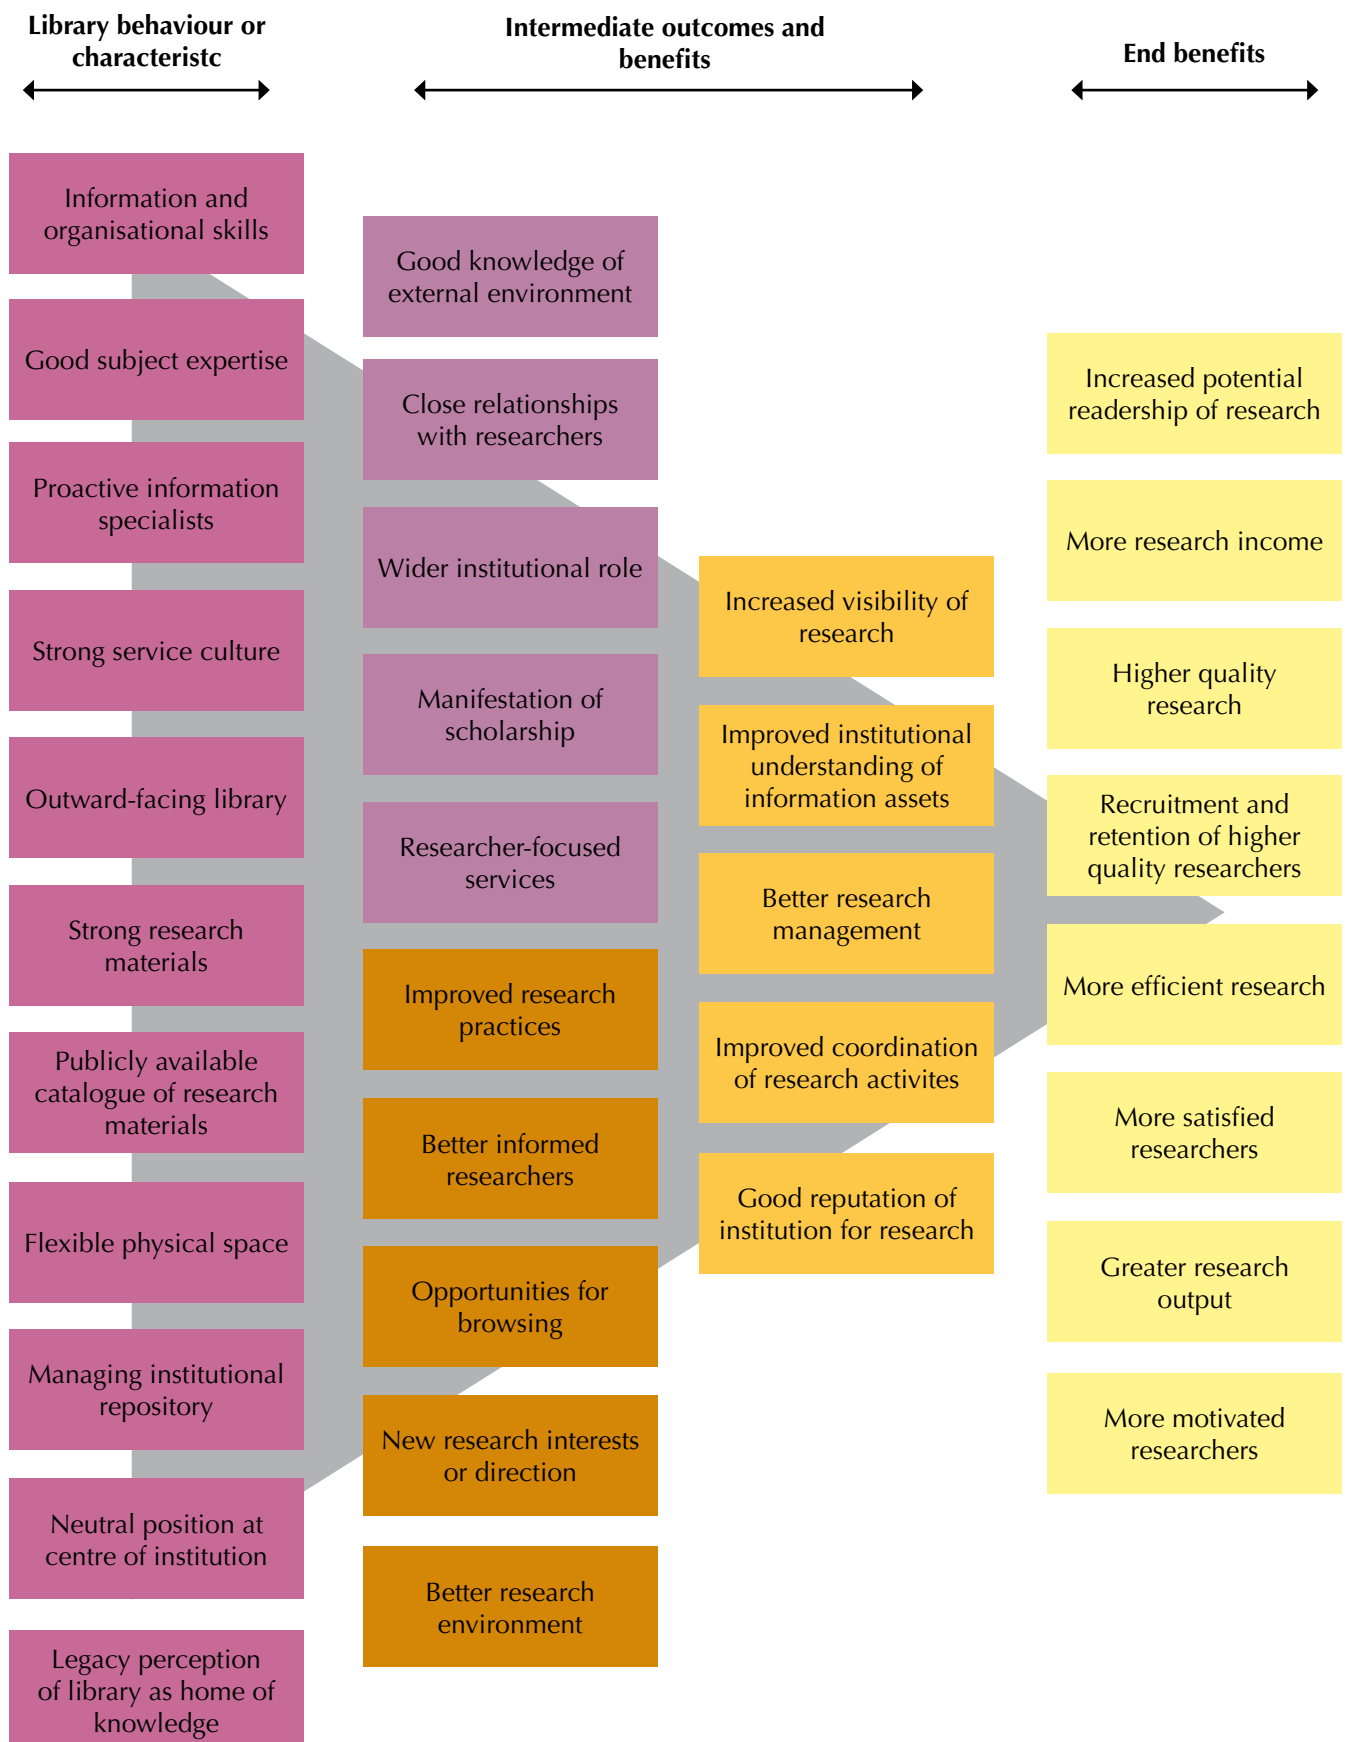 Library behaviour or
characteristc
Intermediate outcomes and
benefits
End benefits
Information and
organisational skills
Good subject expertise
Proactive information
specialists
Strong service culture
Outward-facing library
Strong research
materials
Publicly available
catalogue of research
materials
Flexible physical space
Managing institutional
repository
Neutral position at
centre of institution
Legacy perception
of library as home of
knowledge
Good knowledge of
external environment
Close relationships
with researchers
Wider institutional role
Manifestation of
scholarship
Researcher-focused
services
Improved research
practices
Better informed
researchers
Opportunities for
browsing
New research interests
or direction
Better research
environment
Increased visibility of
research
Improved institutional
understanding of
information assets
Better research
management
Improved coordination
of research activites
Good reputation of
institution for research
Increased potential
readership of research
More research income
Higher quality
research
Recruitment and
retention of higher
quality researchers
More efficient research
More satisfied
researchers
Greater research
output
More motivated
researchers